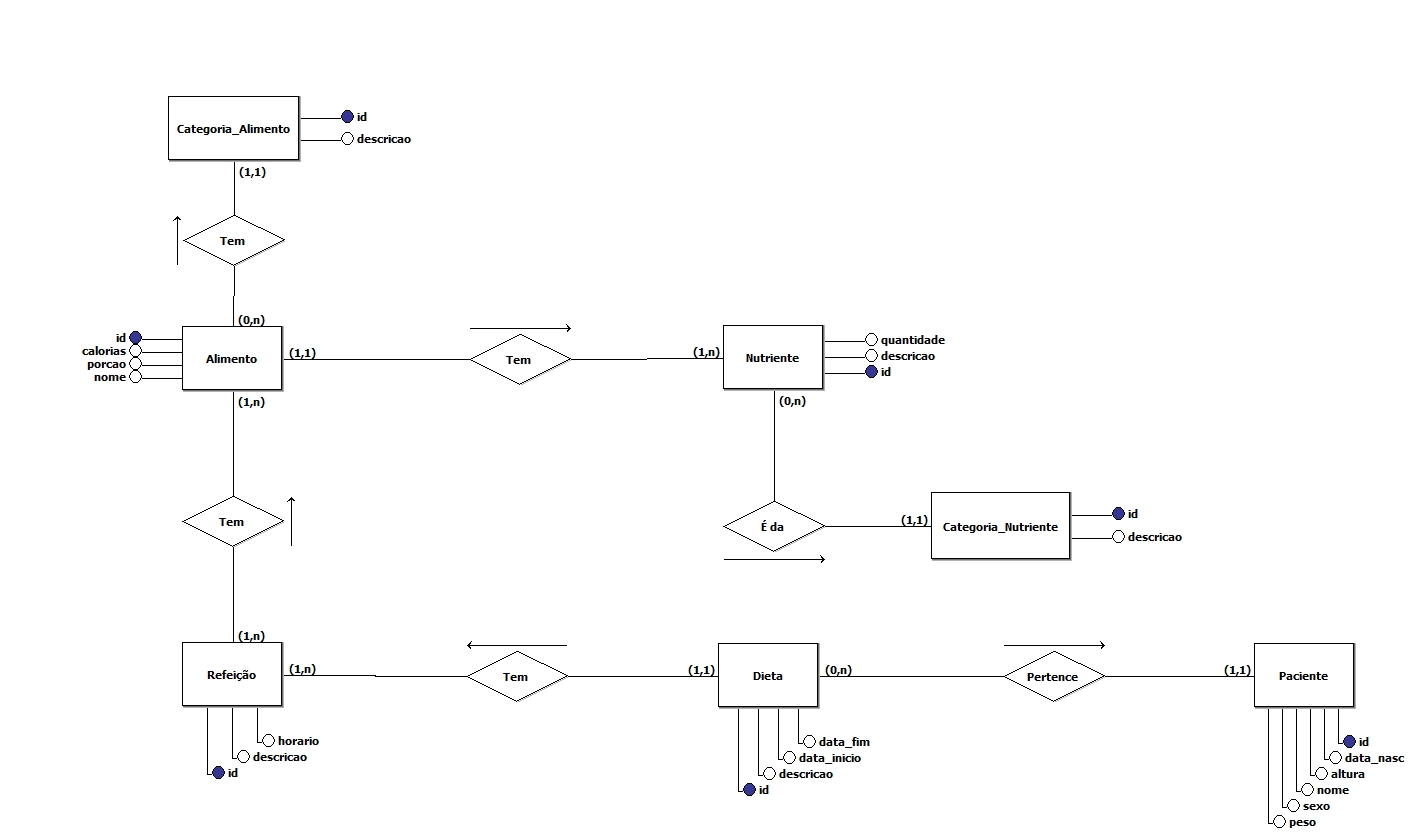 Categoria_Alimento
id
descricao
(1,1)
Tem
(0,n)
id
calorias
porcao
nome
Alimento
(1,1)
Tem
(1,n)
Nutriente
quantidade
descricao
id
(1,n)
(0,n)
Tem
É da
(1,1)
Categoria_Nutriente
id
descricao
(1,n)
Refeição
(1,n)
Tem
(1,1)
Dieta
(0,n)
Pertence
(1,1)
Paciente
horario
descricao
id
data_fim
data_inicio
descricao
id
id
data_nasc
altura
nome
sexo
peso